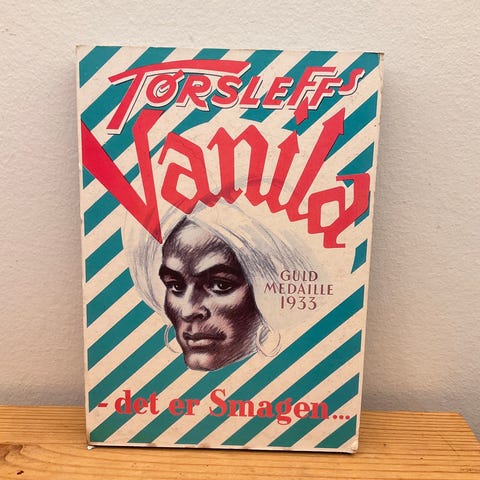 TØRSLEFFS
Vanila
GULD
MEDAILLE
1933
- det er Smagen...